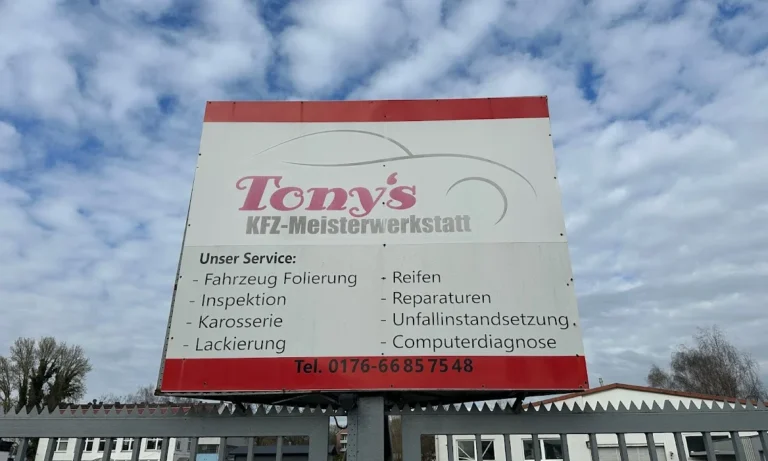 Tony's
KFZ-Meisterwerkstatt
Unser Service:
- Fahrzeug Folierung
- Inspektion
- Karosserie
- Lackierung
- Reifen
- Reparaturen
- Unfallinstandsetzung
- Computerdiagnose
Tel. 0176-66857548